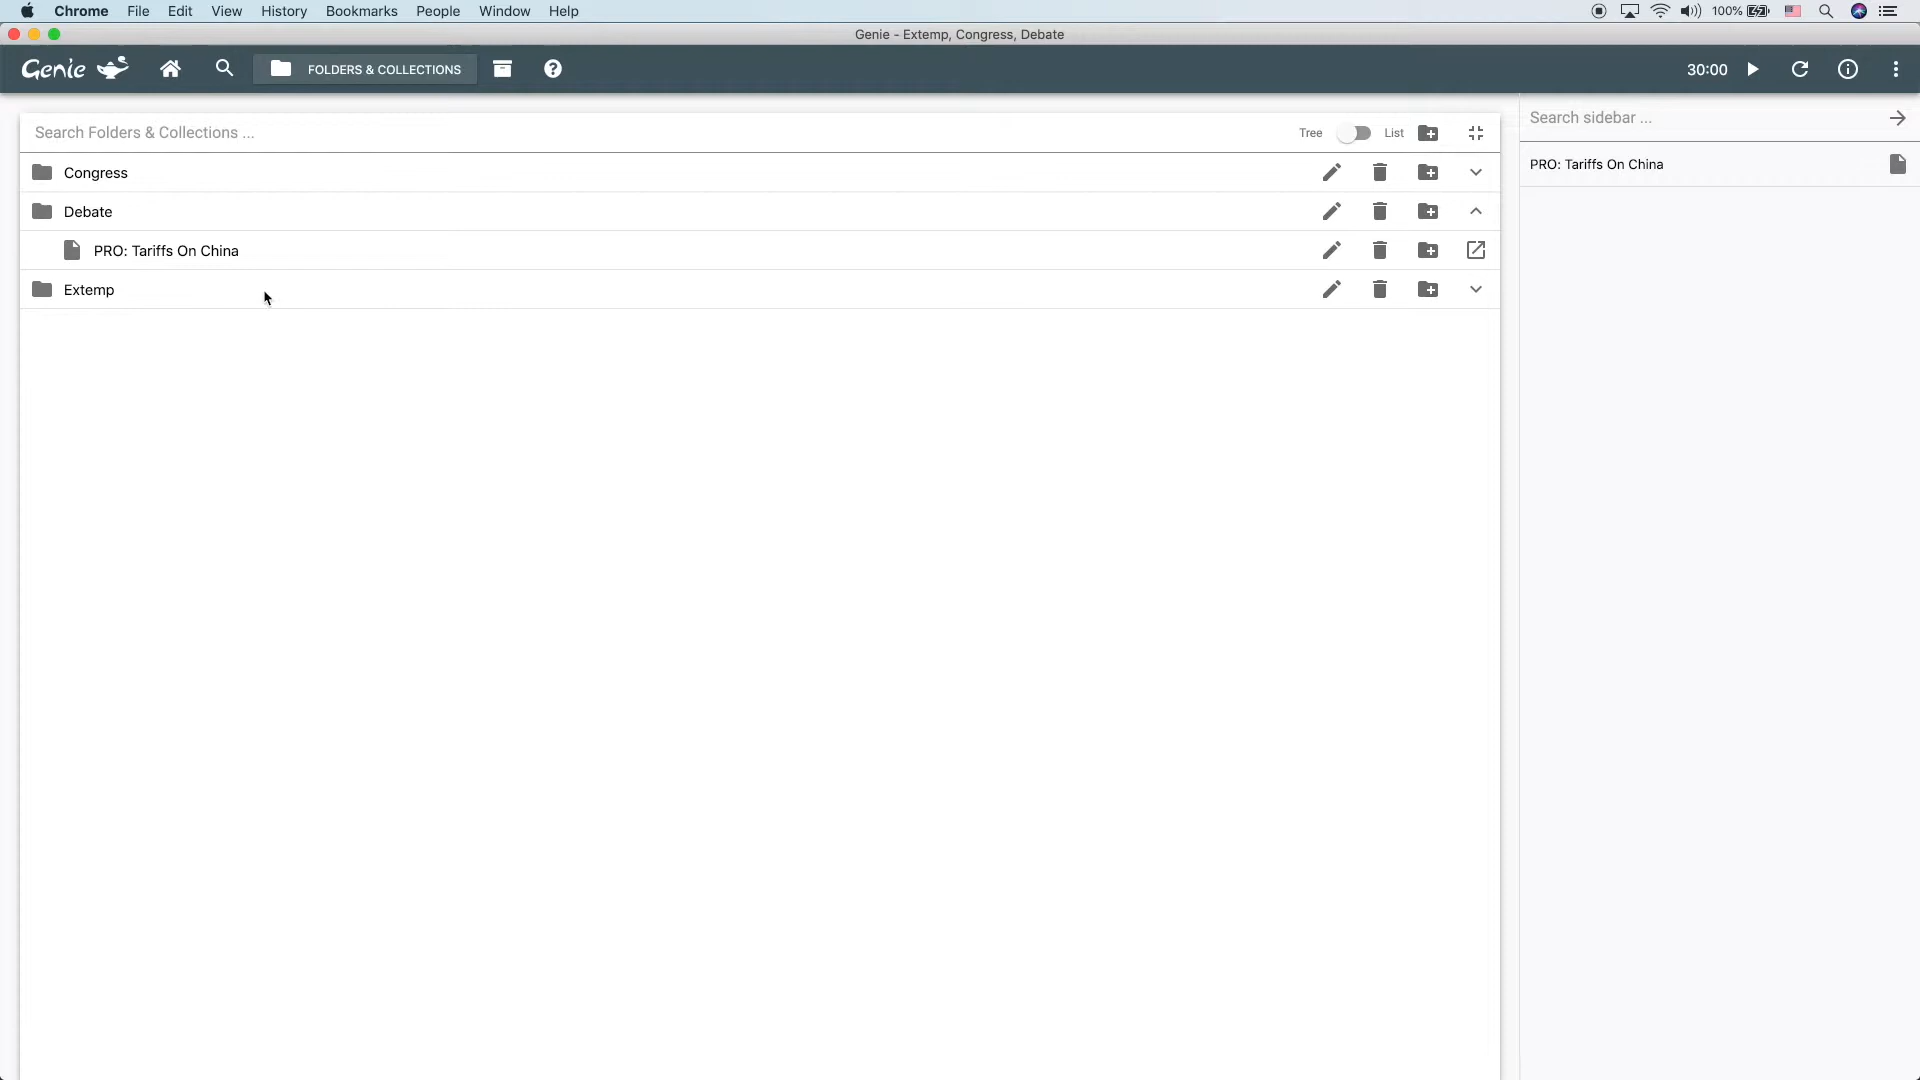 Chrome File Edit View History Bookmarks People Window Help 100%
Genie - Extemp, Congress, Debate
Genie FOLDERS & COLLECTIONS 30:00
Search Folders & Collections ... Tree List
Search sidebar ...
PRO: Tariffs On China
Congress
Debate
PRO: Tariffs On China
Extemp